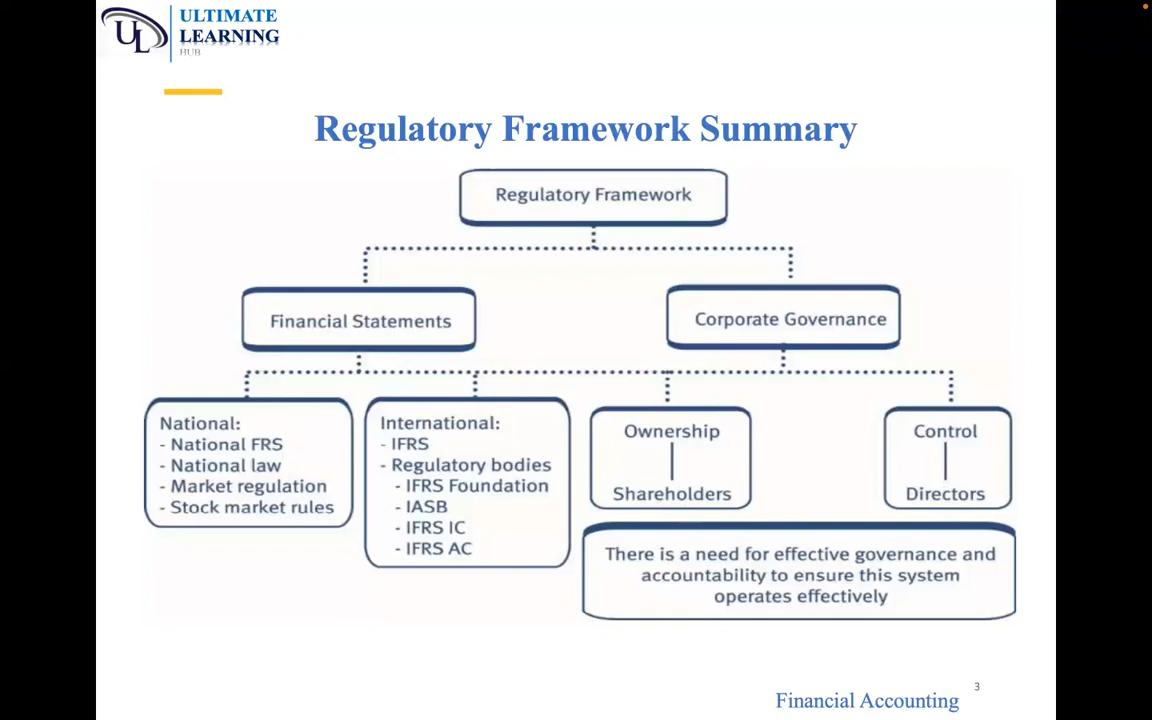 ULTIMATE
LEARNING
HUB
Regulatory Framework Summary
Regulatory Framework
Financial Statements
Corporate Governance
National:
- National FRS
- National law
- Market regulation
- Stock market rules
International:
- IFRS
- Regulatory bodies
- IFRS Foundation
- IASB
- IFRS IC
- IFRS AC
Ownership
Shareholders
Control
Directors
There is a need for effective governance and
accountability to ensure this system
operates effectively
3
Financial Accounting